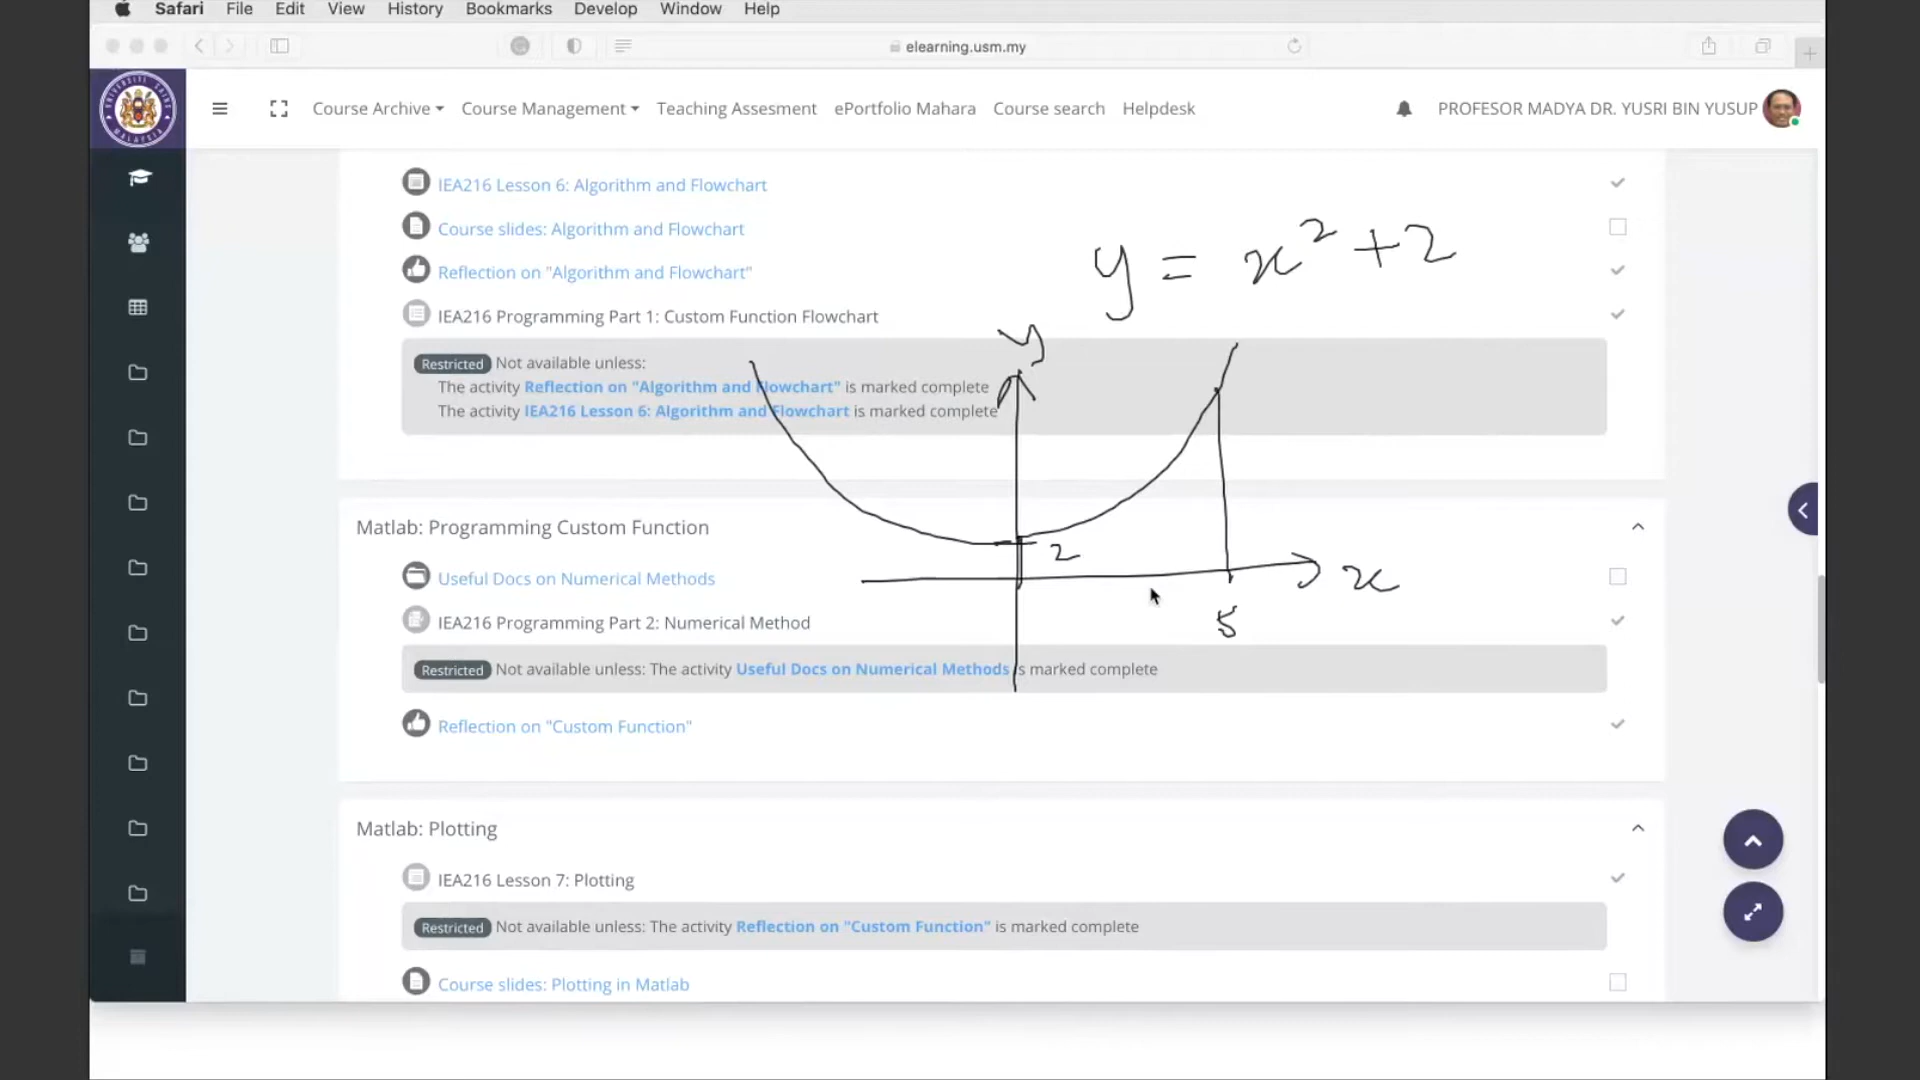 Safari File Edit View History Bookmarks Develop Window Help
elearning.usm.my
Course Archive Course Management Teaching Assesment ePortfolio Mahara Course search Helpdesk PROFESOR MADYA DR. YUSRI BIN YUSUP
IEA216 Lesson 6: Algorithm and Flowchart
Course slides: Algorithm and Flowchart
y = x² + 2
Reflection on "Algorithm and Flowchart"
IEA216 Programming Part 1: Custom Function Flowchart
y
Restricted Not available unless:
The activity Reflection on "Algorithm and Flowchart" is marked complete
The activity IEA216 Lesson 6: Algorithm and Flowchart is marked complete
Matlab: Programming Custom Function
2
Useful Docs on Numerical Methods
x
IEA216 Programming Part 2: Numerical Method
5
Restricted Not available unless: The activity Useful Docs on Numerical Methods is marked complete
Reflection on "Custom Function"
Matlab: Plotting
IEA216 Lesson 7: Plotting
Restricted Not available unless: The activity Reflection on "Custom Function" is marked complete
Course slides: Plotting in Matlab